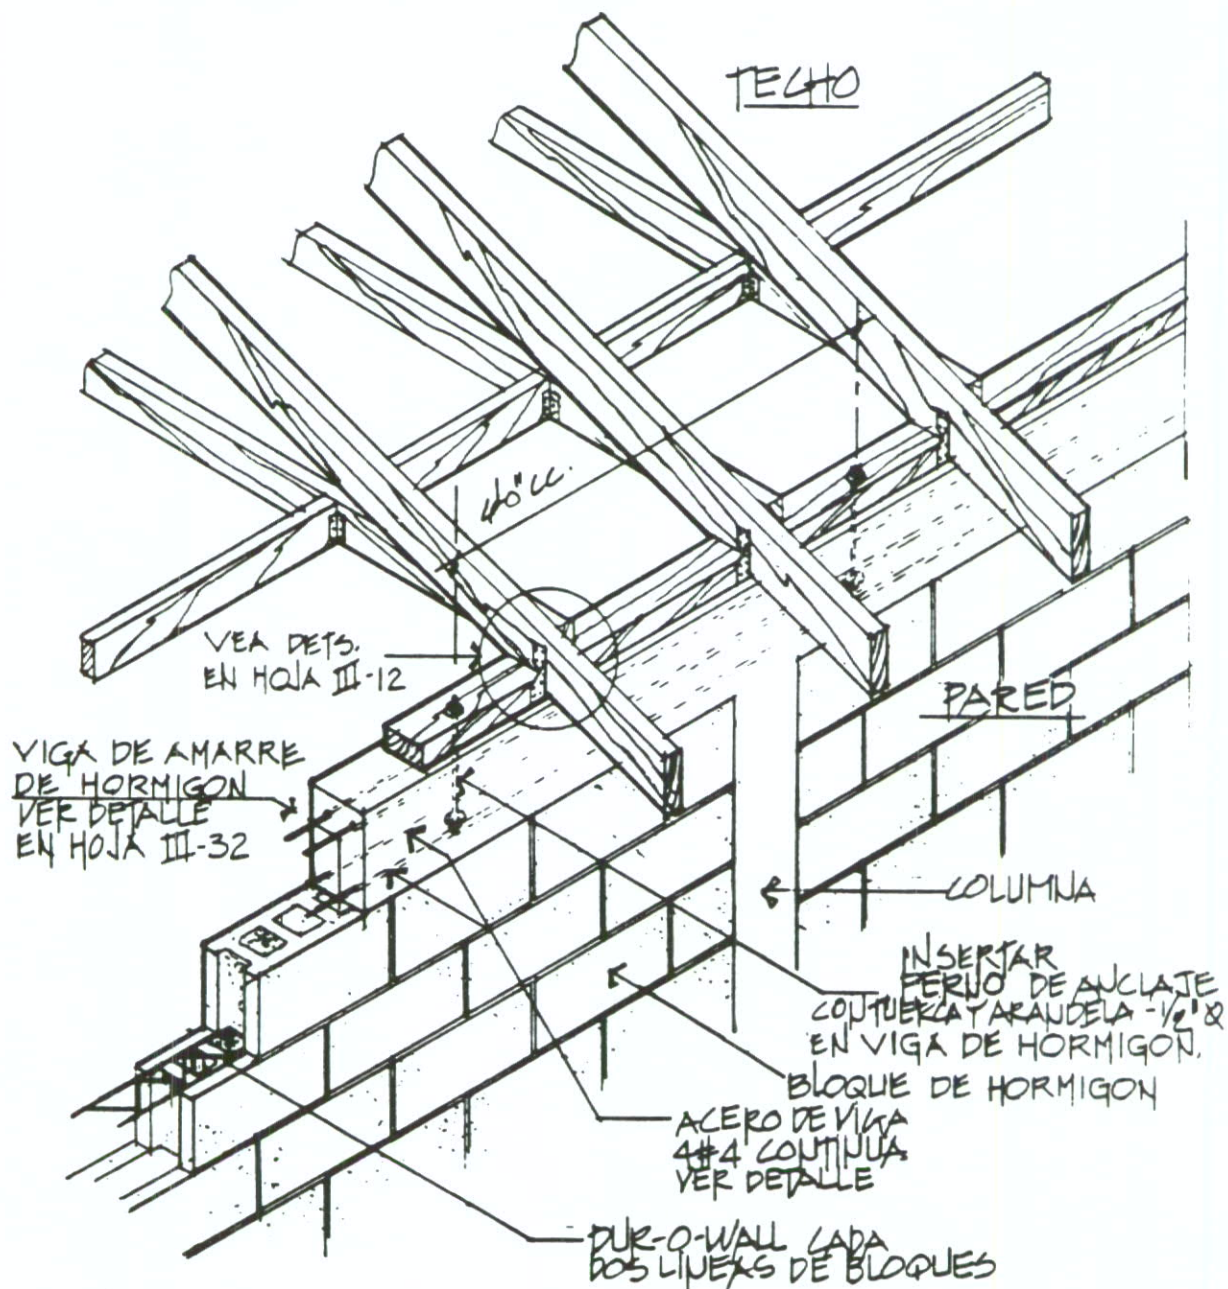 TECHO
40" CC.
VEA DETS.
EN HOJA III-12
PARED
VIGA DE AMARRE
DE HORMIGON
VER DETALLE
EN HOJA III-32
COLUMNA
INSERTAR
PERNO DE ANCLAJE
CON TUERCA Y ARANDELA - 1/2" Ø
EN VIGA DE HORMIGON.
BLOQUE DE HORMIGON
ACERO DE VIGA
4#4 CONTINUA
VER DETALLE
DUR-O-WALL CADA
DOS LINEAS DE BLOQUES